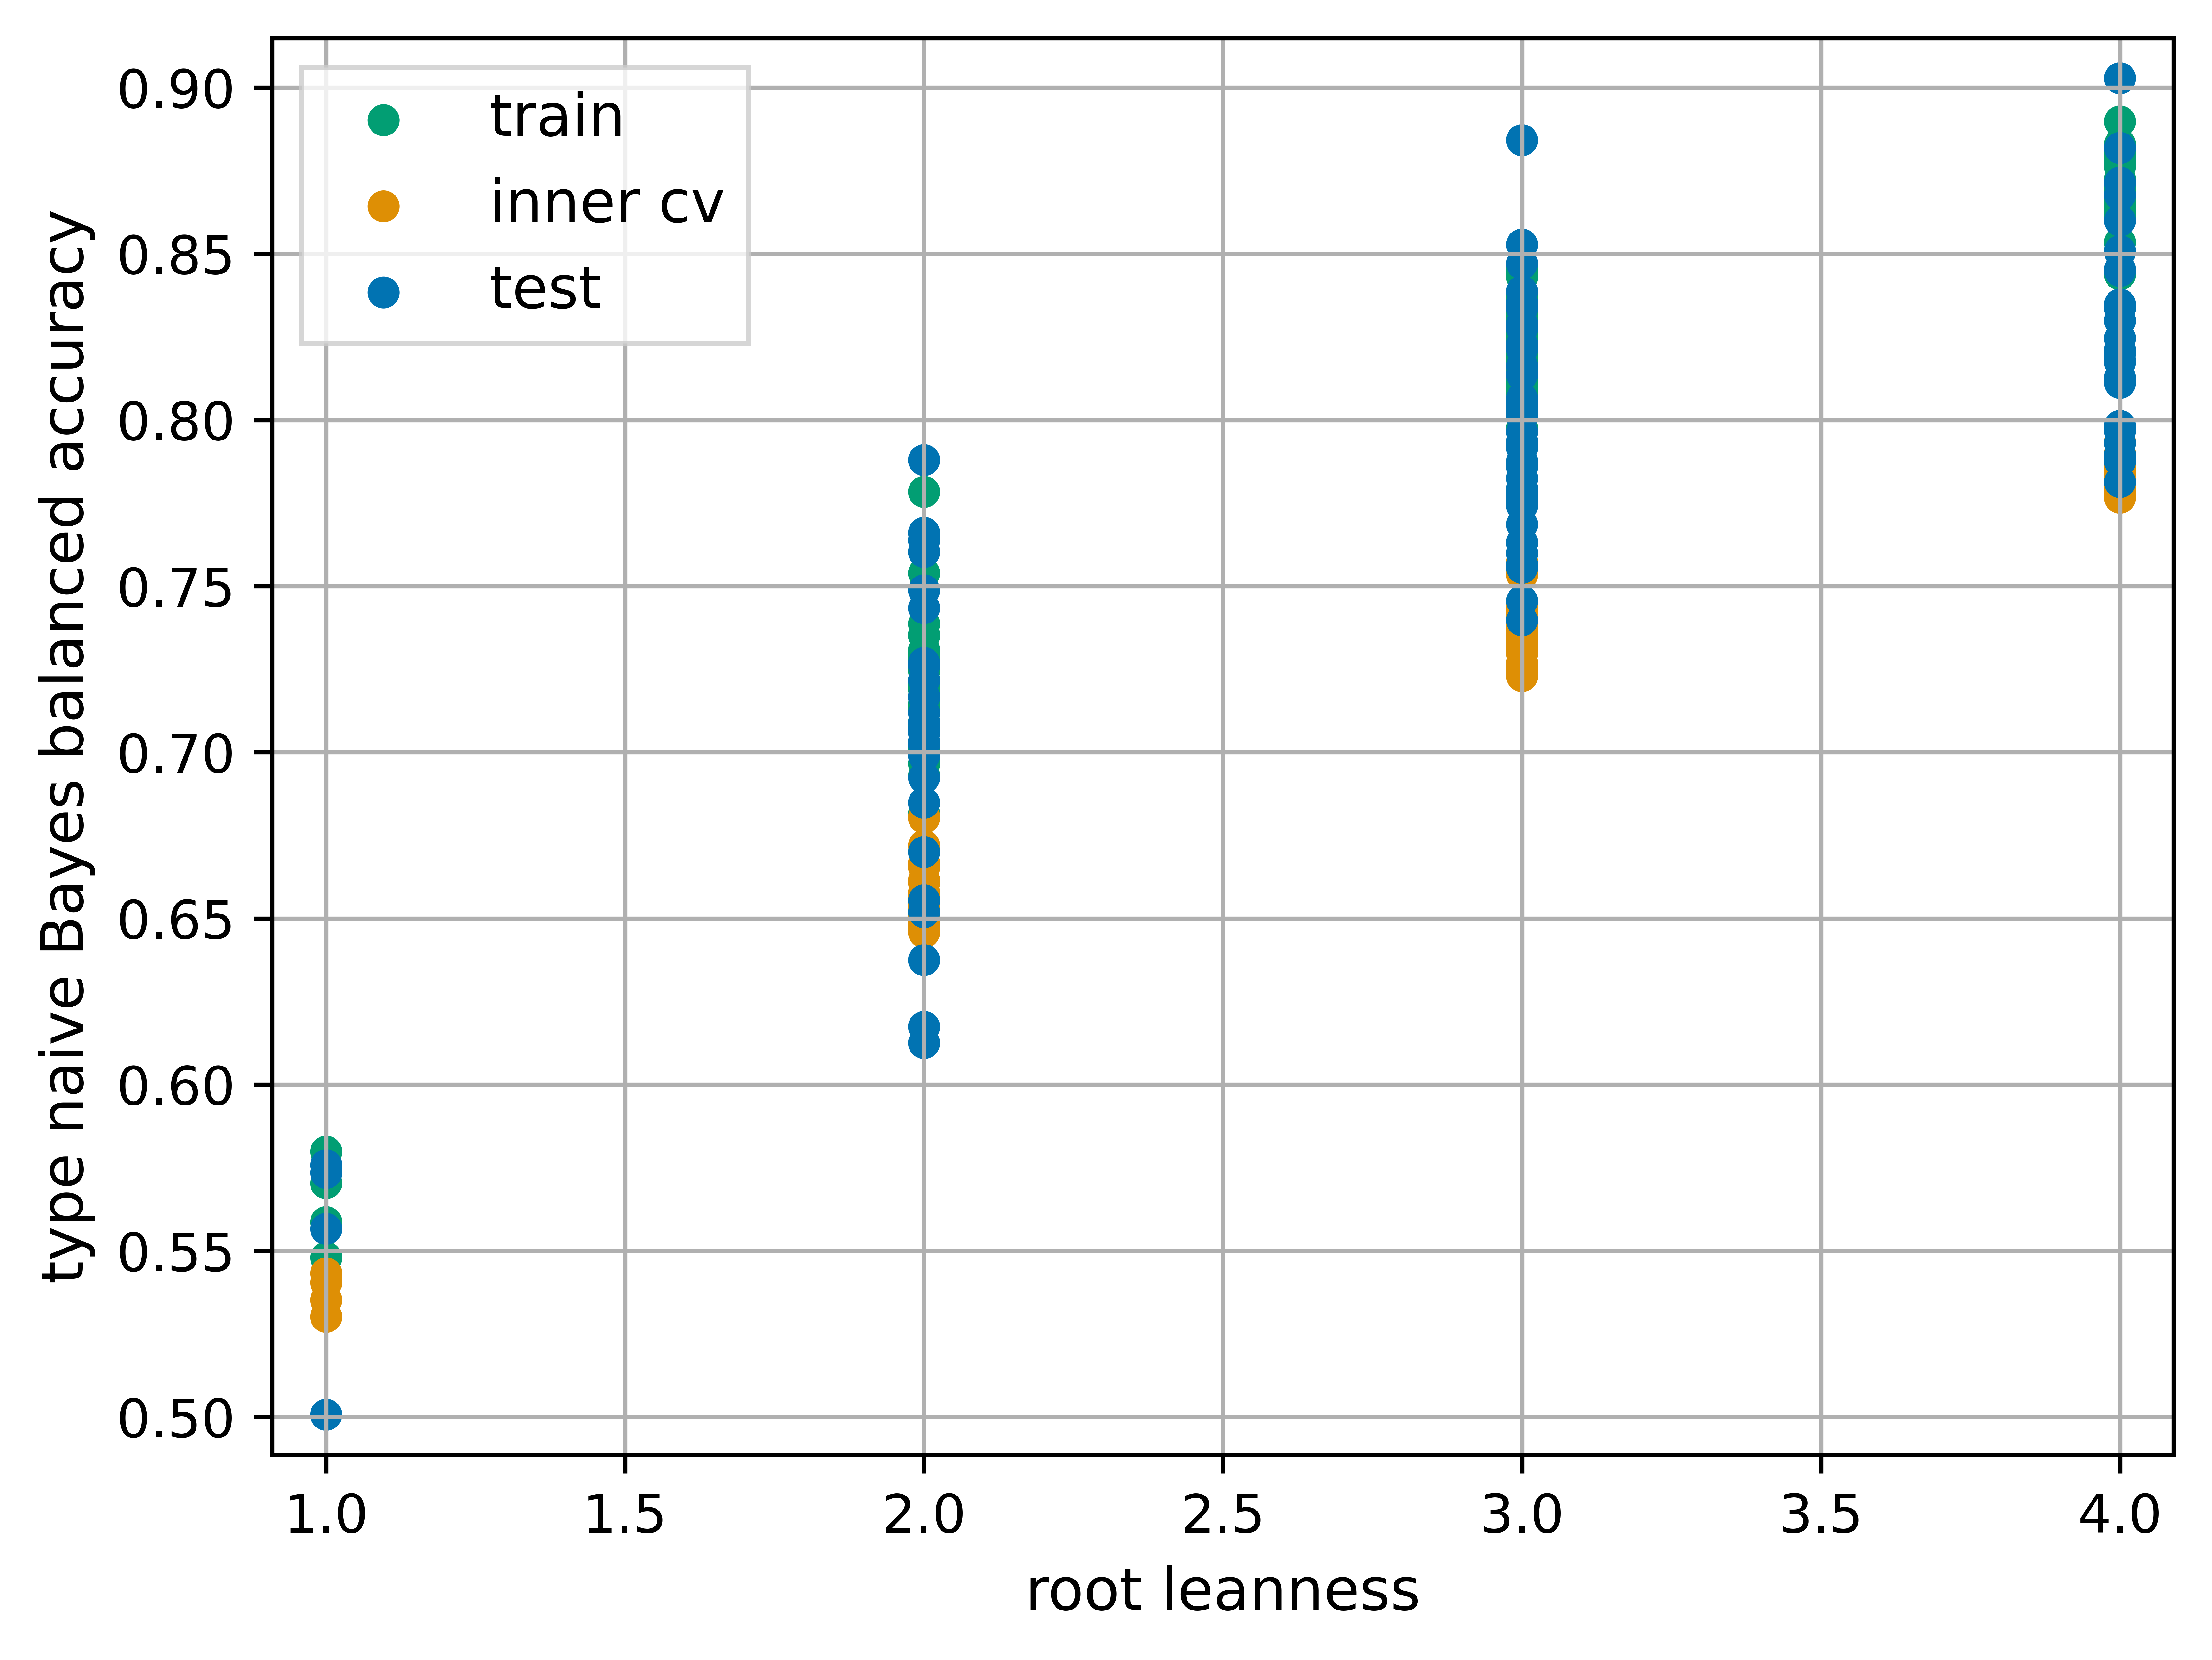 train
inner cv
test
0.90
0.85
0.80
0.75
0.70
0.65
0.60
0.55
0.50
type naive Bayes balanced accuracy
1.0 1.5 2.0 2.5 3.0 3.5 4.0
root leanness